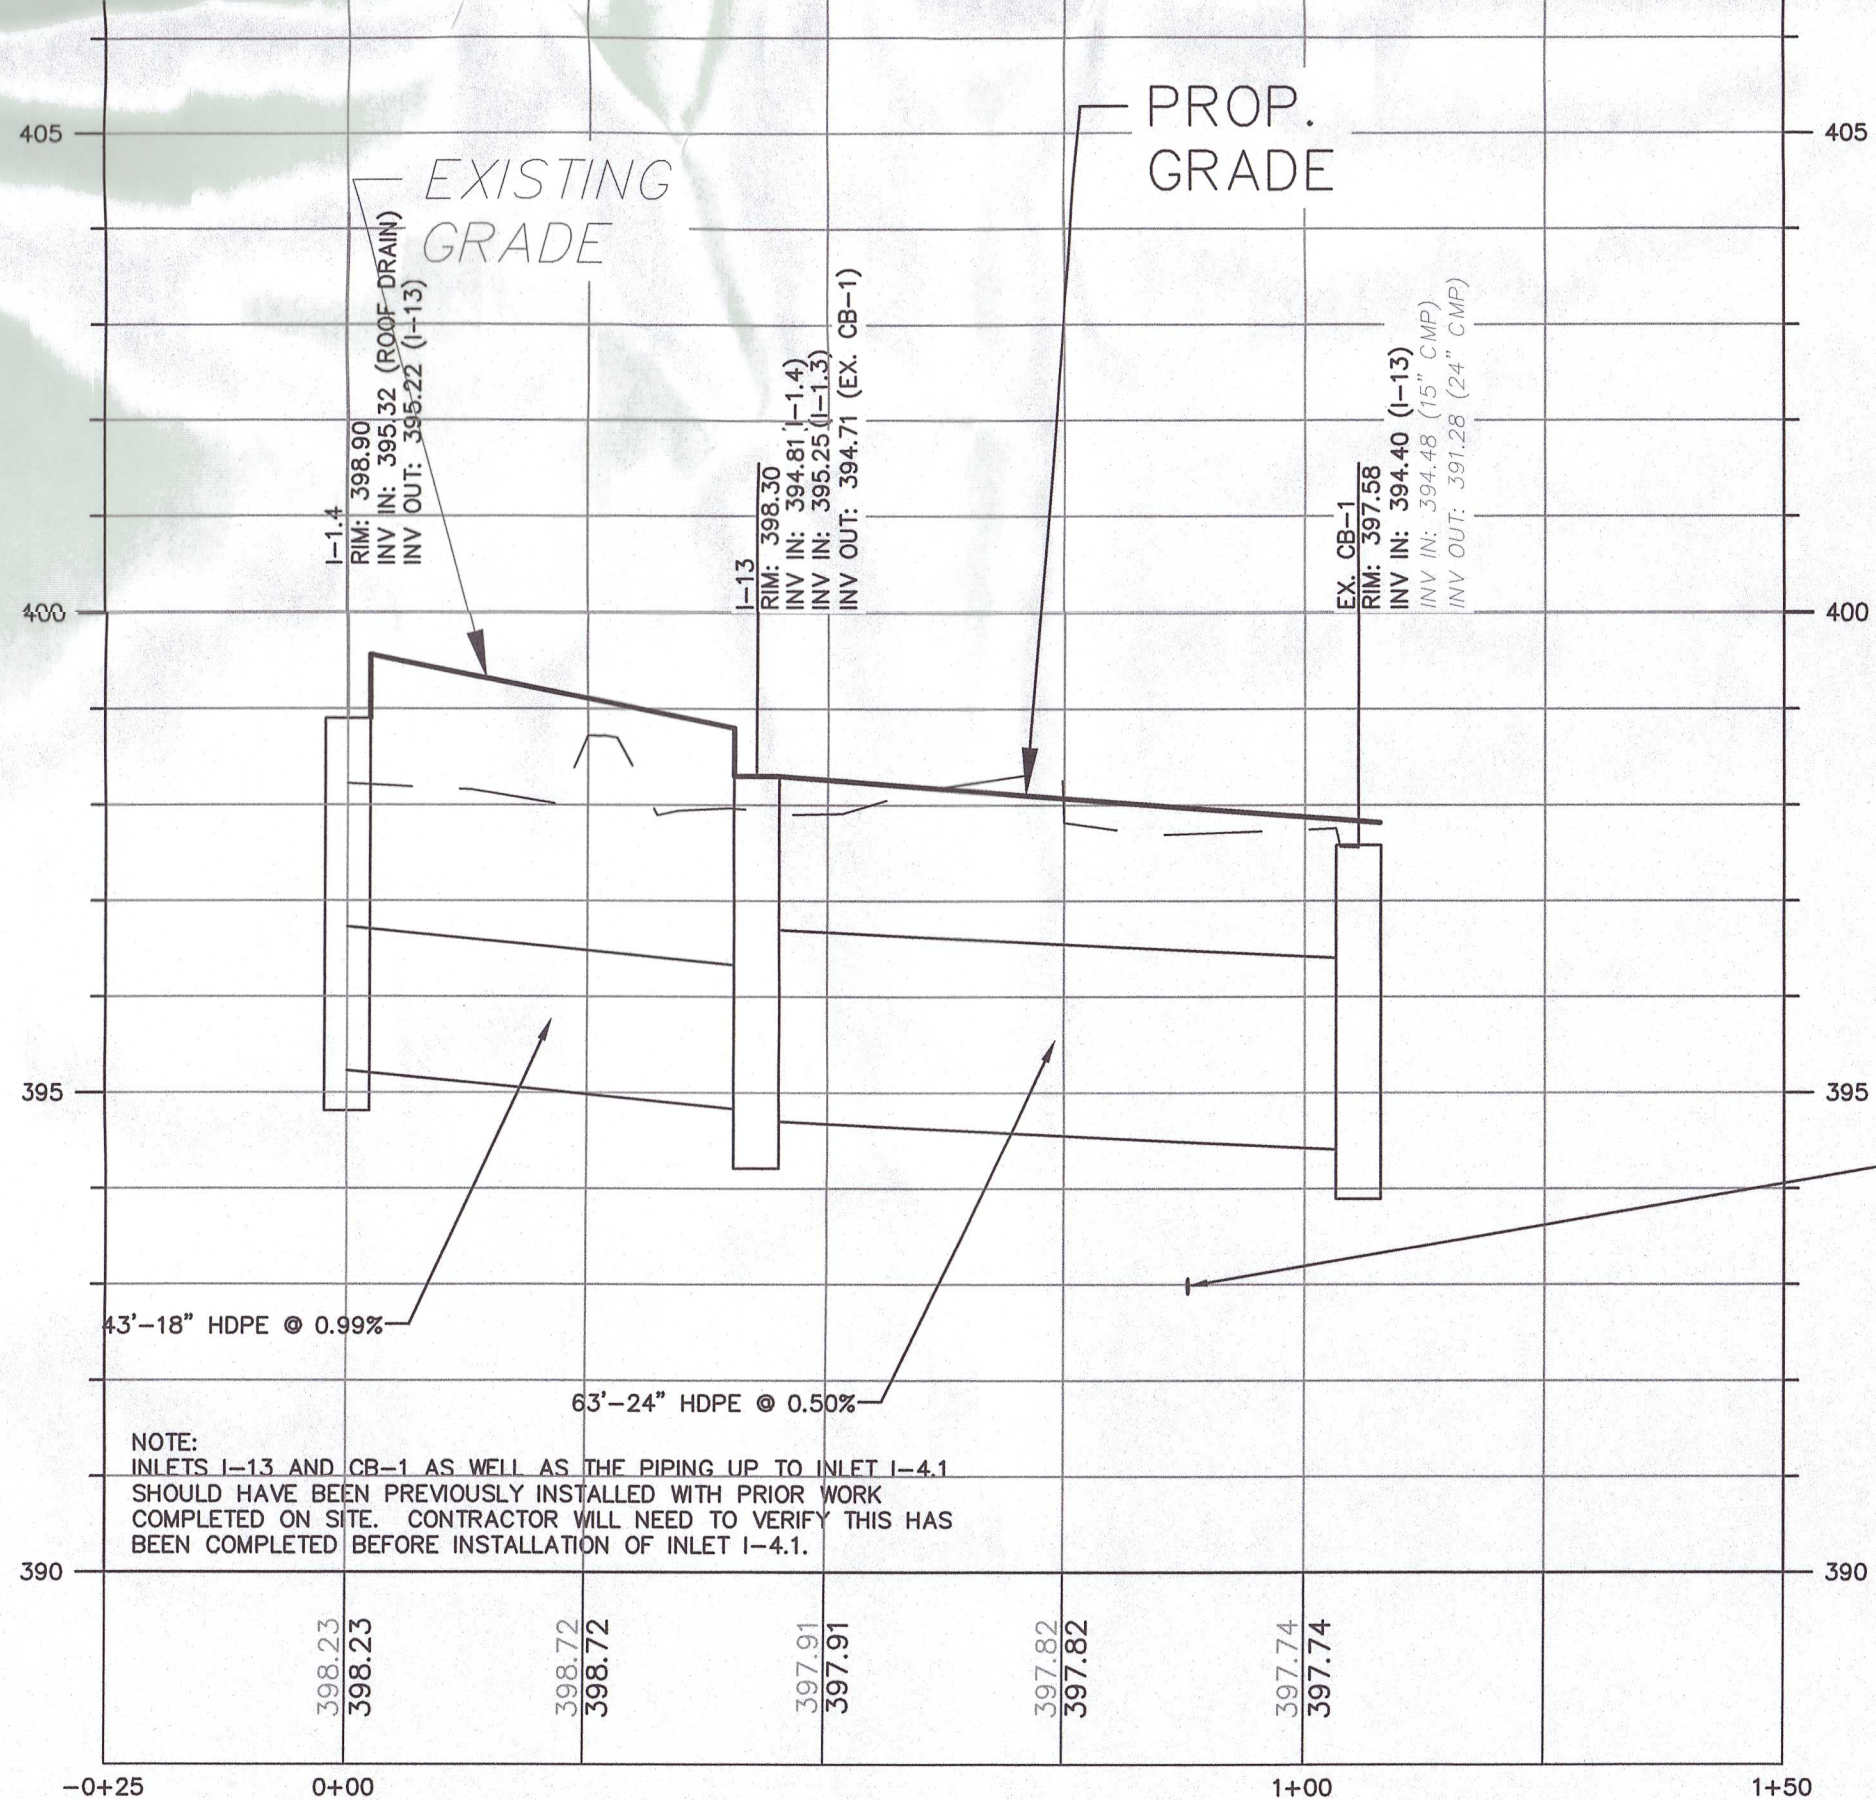 405
405
PROP.
GRADE
EXISTING
GRADE
I-1.4
RIM: 398.90
INV IN: 395.32 (ROOF DRAIN)
INV OUT: 395.22 (I-13)
I-13
RIM: 398.30
INV IN: 394.81 (I-1.4)
INV IN: 395.25 (I-1.3)
INV OUT: 394.71 (EX. CB-1)
EX. CB-1
RIM: 397.58
INV IN: 394.40 (I-13)
INV IN: 394.48 (15" CMP)
INV OUT: 391.28 (24" CMP)
400
400
395
395
43'-18" HDPE @ 0.99%
63'-24" HDPE @ 0.50%
NOTE:
INLETS I-13 AND CB-1 AS WELL AS THE PIPING UP TO INLET I-4.1
SHOULD HAVE BEEN PREVIOUSLY INSTALLED WITH PRIOR WORK
COMPLETED ON SITE. CONTRACTOR WILL NEED TO VERIFY THIS HAS
BEEN COMPLETED BEFORE INSTALLATION OF INLET I-4.1.
390
390
398.23
398.23
398.72
398.72
397.91
397.91
397.82
397.82
397.74
397.74
-0+25
0+00
1+00
1+50